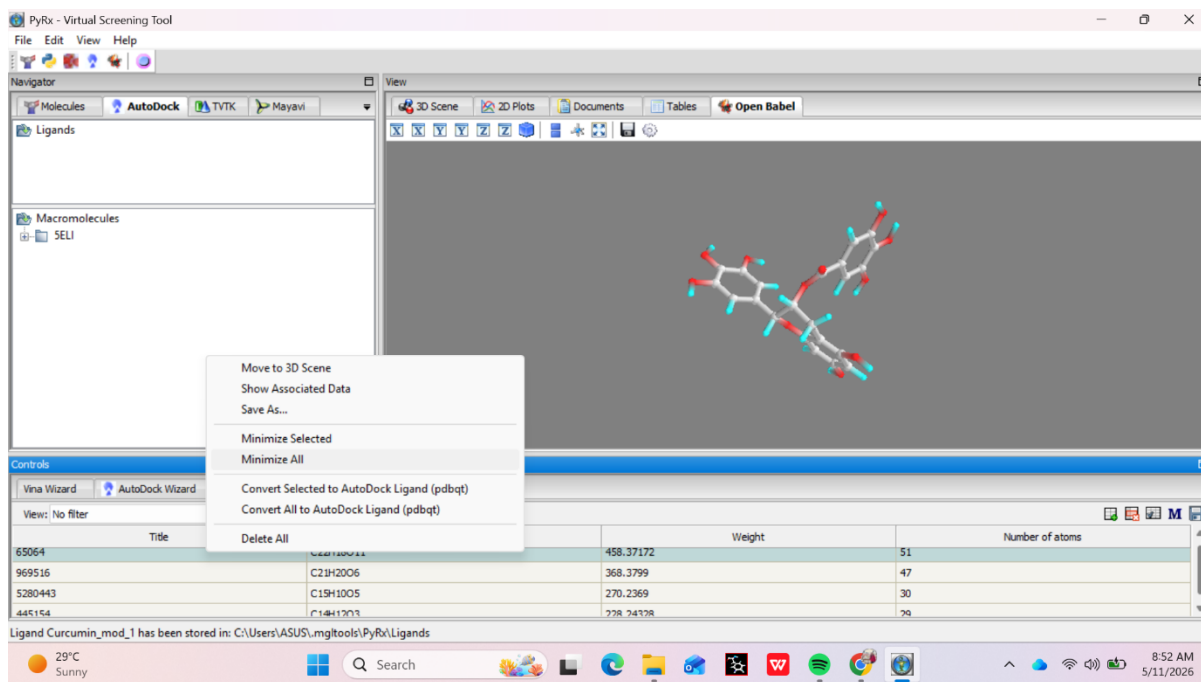 PyRx - Virtual Screening Tool
File Edit View Help
Navigator
View
Molecules AutoDock TVTK Mayavi
3D Scene 2D Plots Documents Tables Open Babel
Ligands
X X Y Y Z Z
Macromolecules
5ELI
Move to 3D Scene
Show Associated Data
Save As...
Minimize Selected
Minimize All
Convert Selected to AutoDock Ligand (pdbqt)
Convert All to AutoDock Ligand (pdbqt)
Delete All
Controls
Vina Wizard AutoDock Wizard
View: No filter
M
Title Weight Number of atoms
65064 C22H18O11 458.37172 51
969516 C21H20O6 368.3799 47
5280443 C15H10O5 270.2369 30
445154 C14H12O3 228.24328 29
Ligand Curcumin_mod_1 has been stored in: C:\Users\ASUS\.mgltools\PyRx\Ligands
29°C
Sunny
Search
W
8:52 AM
5/11/2026